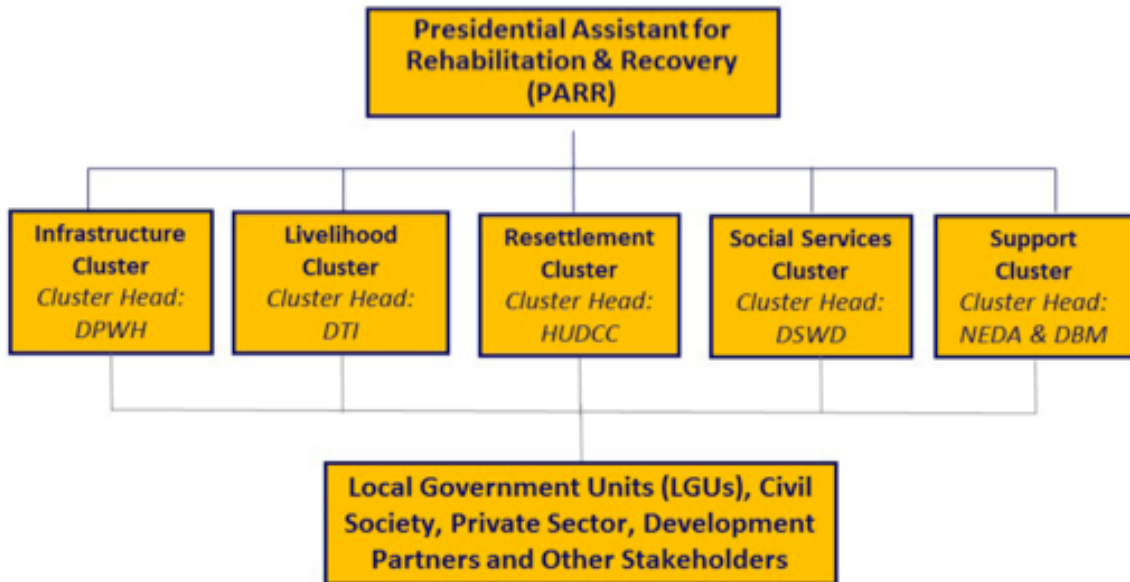 Presidential Assistant for
Rehabilitation & Recovery
(PARR)
Infrastructure
Cluster
Cluster Head:
DPWH
Livelihood
Cluster
Cluster Head:
DTI
Resettlement
Cluster
Cluster Head:
HUDCC
Social Services
Cluster
Cluster Head:
DSWD
Support
Cluster
Cluster Head:
NEDA & DBM
Local Government Units (LGUs), Civil
Society, Private Sector, Development
Partners and Other Stakeholders